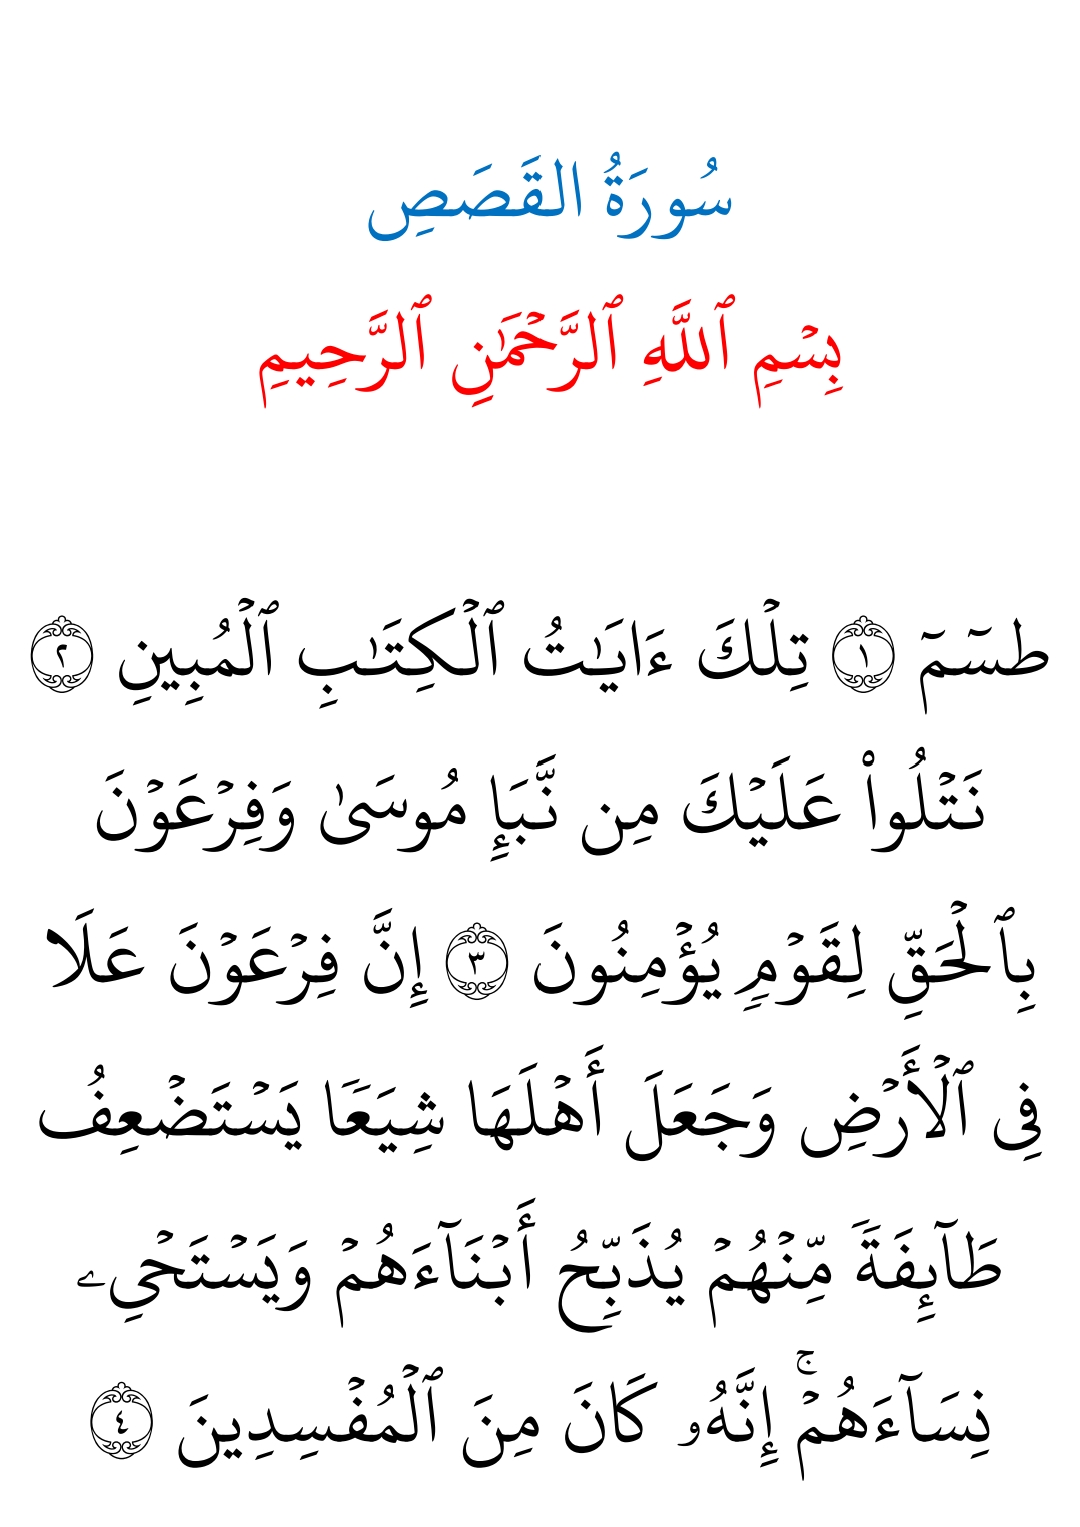 سُورَةُ القَصَصِ
بِسۡمِ ٱللَّهِ ٱلرَّحۡمَٰنِ ٱلرَّحِيمِ
طسٓمٓ ١ تِلۡكَ ءَايَٰتُ ٱلۡكِتَٰبِ ٱلۡمُبِينِ ٢
نَتۡلُواْ عَلَيۡكَ مِن نَّبَإِ مُوسَىٰ وَفِرۡعَوۡنَ
بِٱلۡحَقِّ لِقَوۡمٖ يُؤۡمِنُونَ ٣ إِنَّ فِرۡعَوۡنَ عَلَا
فِي ٱلۡأَرۡضِ وَجَعَلَ أَهۡلَهَا شِيَعٗا يَسۡتَضۡعِفُ
طَآئِفَةٗ مِّنۡهُمۡ يُذَبِّحُ أَبۡنَآءَهُمۡ وَيَسۡتَحۡيِۦ
نِسَآءَهُمۡۚ إِنَّهُۥ كَانَ مِنَ ٱلۡمُفۡسِدِينَ ٤